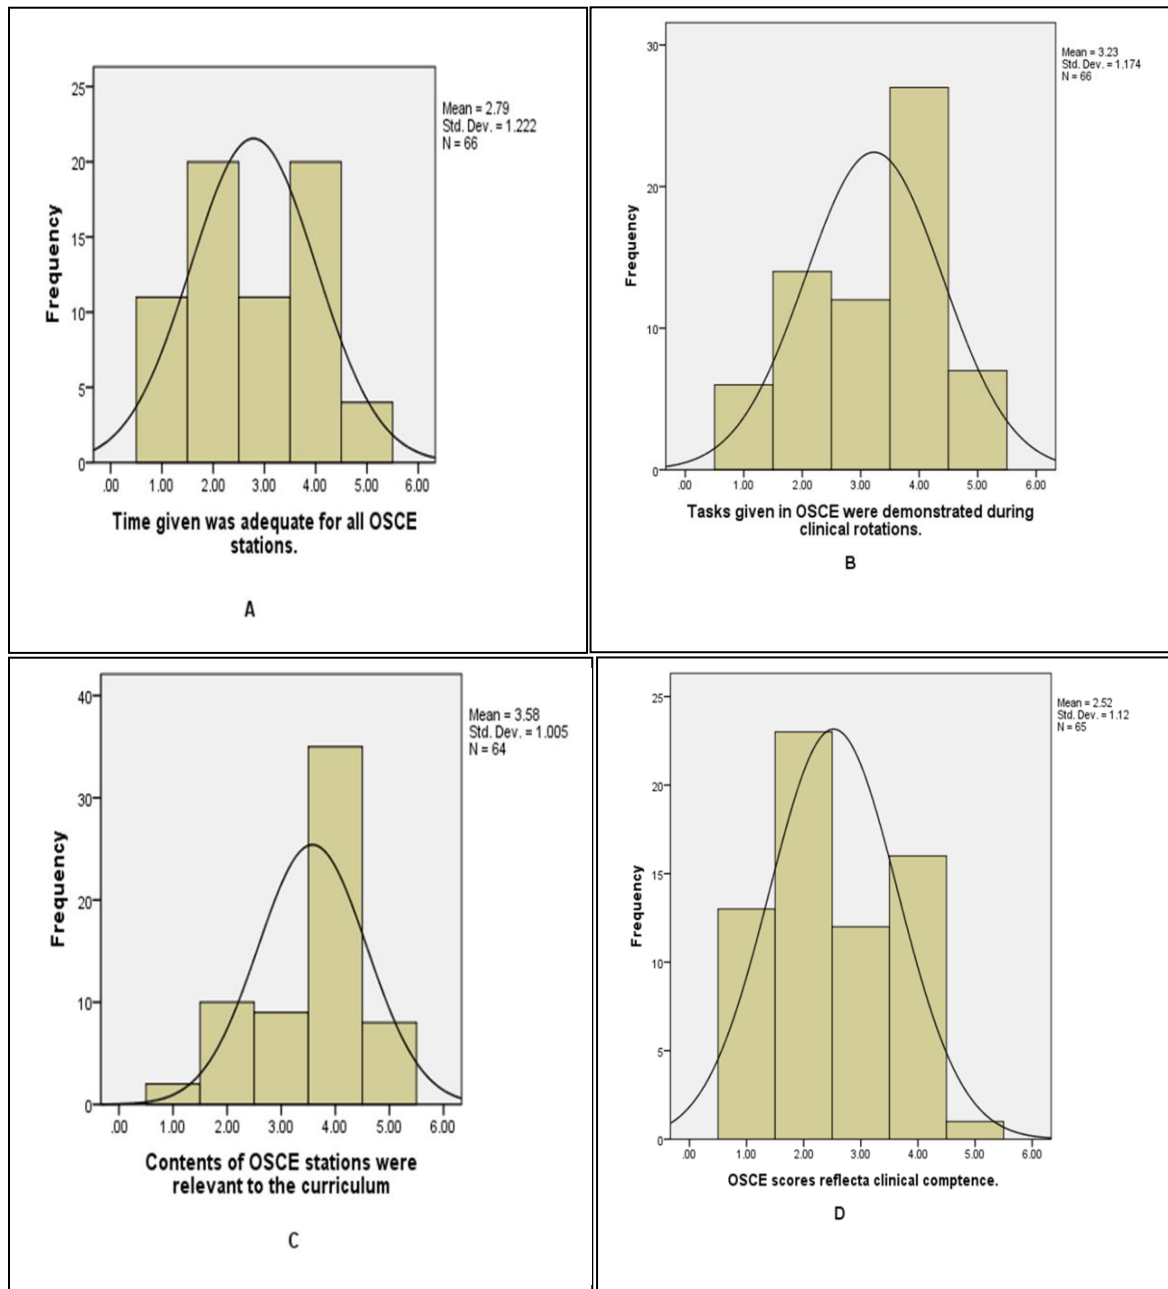 Mean = 2.79
Std. Dev. = 1.222
N = 66
25
20
15
10
5
0
Frequency
.00 1.00 2.00 3.00 4.00 5.00 6.00
Time given was adequate for all OSCE
stations.
A
Mean = 3.23
Std. Dev. = 1.174
N = 66
30
20
10
0
Frequency
.00 1.00 2.00 3.00 4.00 5.00 6.00
Tasks given in OSCE were demonstrated during
clinical rotations.
B
Mean = 3.58
Std. Dev. = 1.005
N = 64
40
30
20
10
0
Frequency
.00 1.00 2.00 3.00 4.00 5.00 6.00
Contents of OSCE stations were
relevant to the curriculum
C
Mean = 2.52
Std. Dev. = 1.12
N = 65
25
20
15
10
5
0
Frequency
.00 1.00 2.00 3.00 4.00 5.00 6.00
OSCE scores reflecta clinical comptence.
D